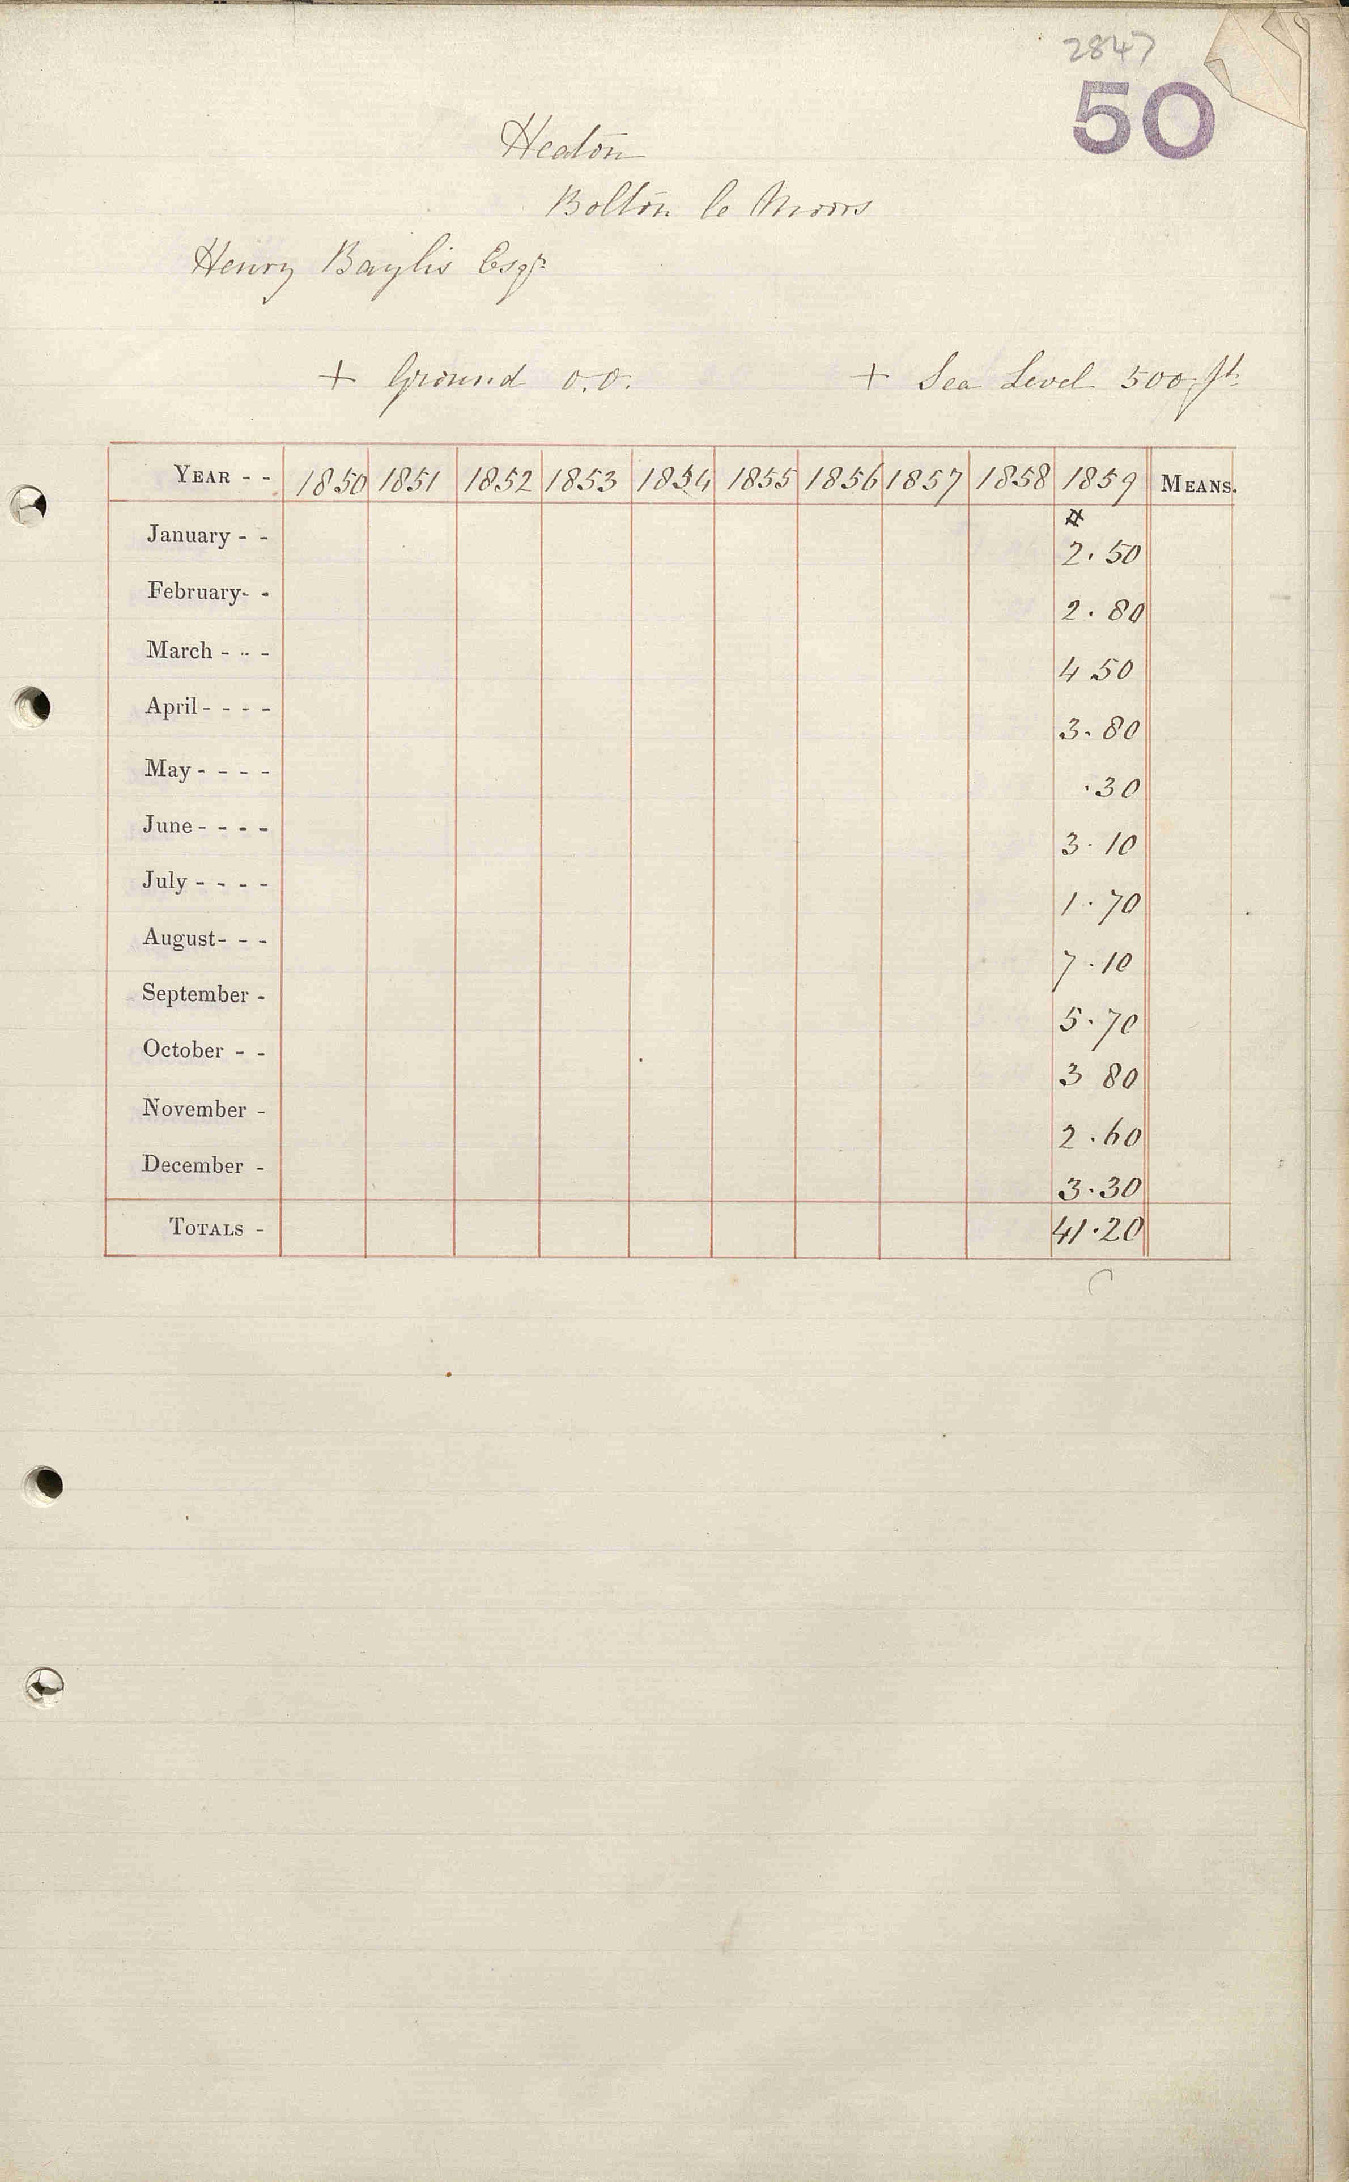 2847
50
Heaton
Bolton le Moors
Henry Baylis Esqr
+ Ground 0.0. + Sea Level 500 ft
YEAR - - 1850 1851 1852 1853 1854 1855 1856 1857 1858 1859 MEANS.
#
January - - 2.50
February- - 2.80
March - - - 4 50
April - - - - 3.80
May - - - - .30
June - - - - 3.10
July - - - - 1.70
August- - - 7.10
September - 5.70
October - - 3 80
November - 2.60
December - 3.30
TOTALS - 41.20